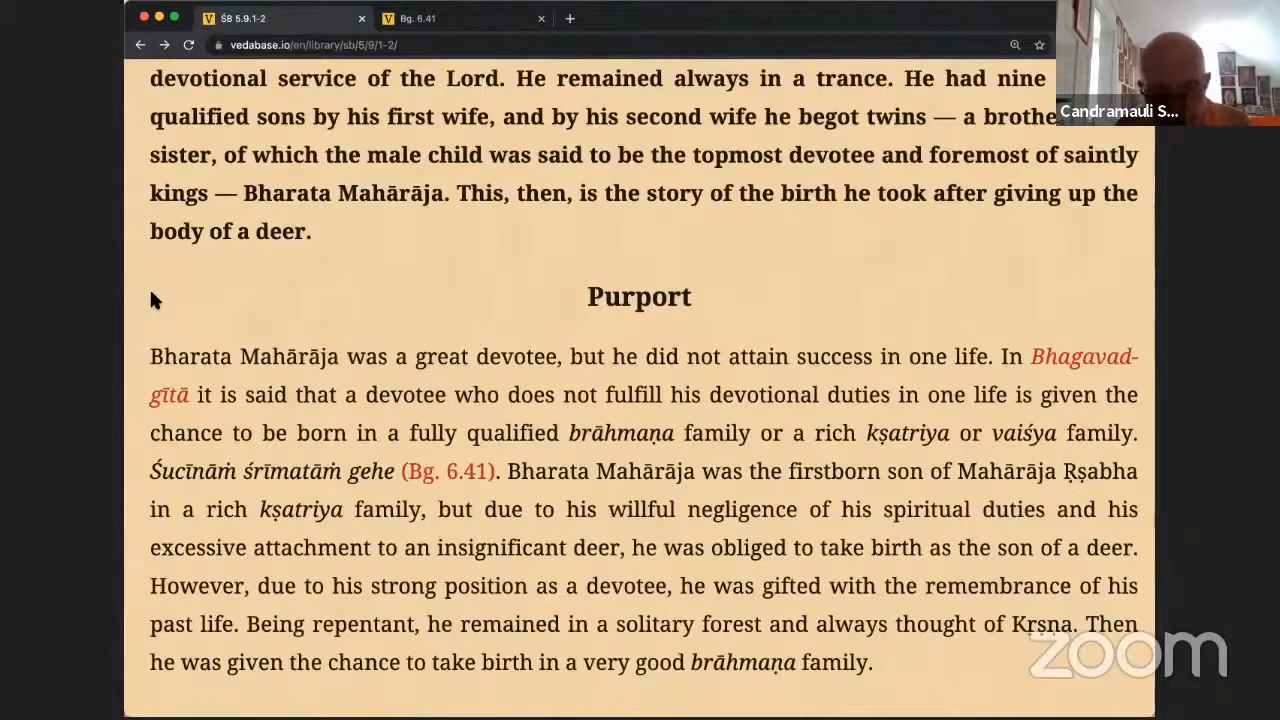 ŚB 5.9.1-2
Bg. 6.41
vedabase.io/en/library/sb/5/9/1-2/
Candramauli S...
devotional service of the Lord. He remained always in a trance. He had nine
qualified sons by his first wife, and by his second wife he begot twins — a brothe
sister, of which the male child was said to be the topmost devotee and foremost of saintly
kings — Bharata Mahārāja. This, then, is the story of the birth he took after giving up the
body of a deer.
Purport
Bharata Mahārāja was a great devotee, but he did not attain success in one life. In Bhagavad-
gītā it is said that a devotee who does not fulfill his devotional duties in one life is given the
chance to be born in a fully qualified brāhmaṇa family or a rich kṣatriya or vaiśya family.
Śucīnāṁ śrīmatāṁ gehe (Bg. 6.41). Bharata Mahārāja was the firstborn son of Mahārāja Ṛṣabha
in a rich kṣatriya family, but due to his willful negligence of his spiritual duties and his
excessive attachment to an insignificant deer, he was obliged to take birth as the son of a deer.
However, due to his strong position as a devotee, he was gifted with the remembrance of his
past life. Being repentant, he remained in a solitary forest and always thought of Kṛṣṇa. Then
he was given the chance to take birth in a very good brāhmaṇa family.
zoom